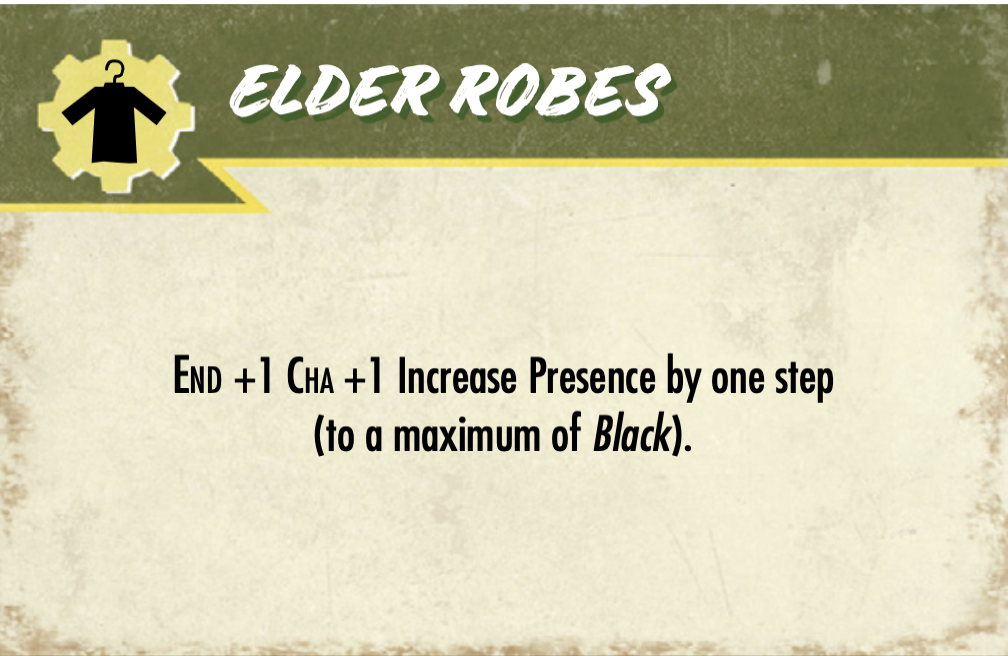 ELDER ROBES
END +1 CHA +1 Increase Presence by one step
(to a maximum of Black).